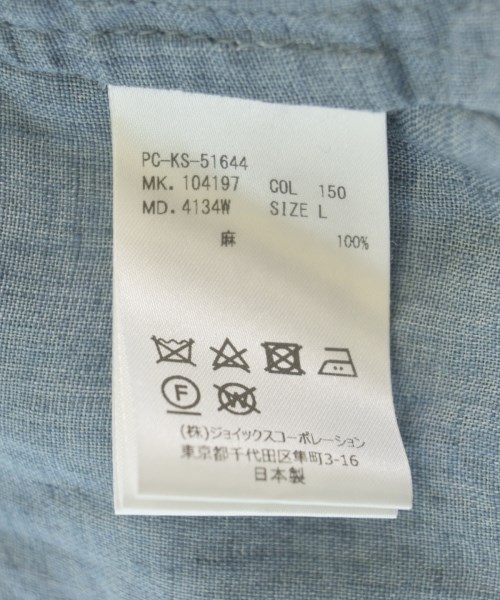 PC-KS-51644
MK. 104197 COL 150
MD. 4134W SIZE L
麻 100%
F W
(株)ジョイックスコーポレーション
東京都千代田区隼町3-16
日本製